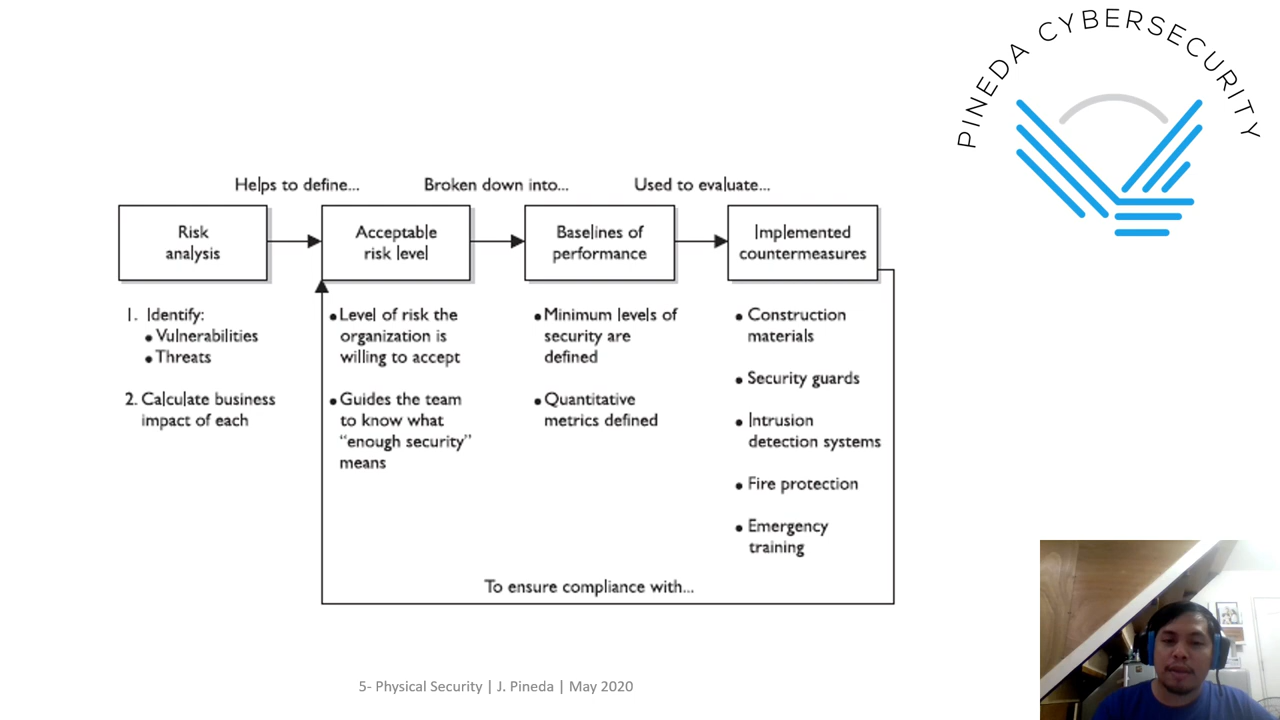 PINEDA CYBERSECURITY
Helps to define...
Broken down into...
Used to evaluate...
Risk
analysis
Acceptable
risk level
Baselines of
performance
Implemented
countermeasures
1. Identify:
• Vulnerabilities
• Threats
2. Calculate business
impact of each
• Level of risk the
organization is
willing to accept
• Guides the team
to know what
“enough security”
means
• Minimum levels of
security are
defined
• Quantitative
metrics defined
• Construction
materials
• Security guards
• Intrusion
detection systems
• Fire protection
• Emergency
training
To ensure compliance with...
5- Physical Security | J. Pineda | May 2020